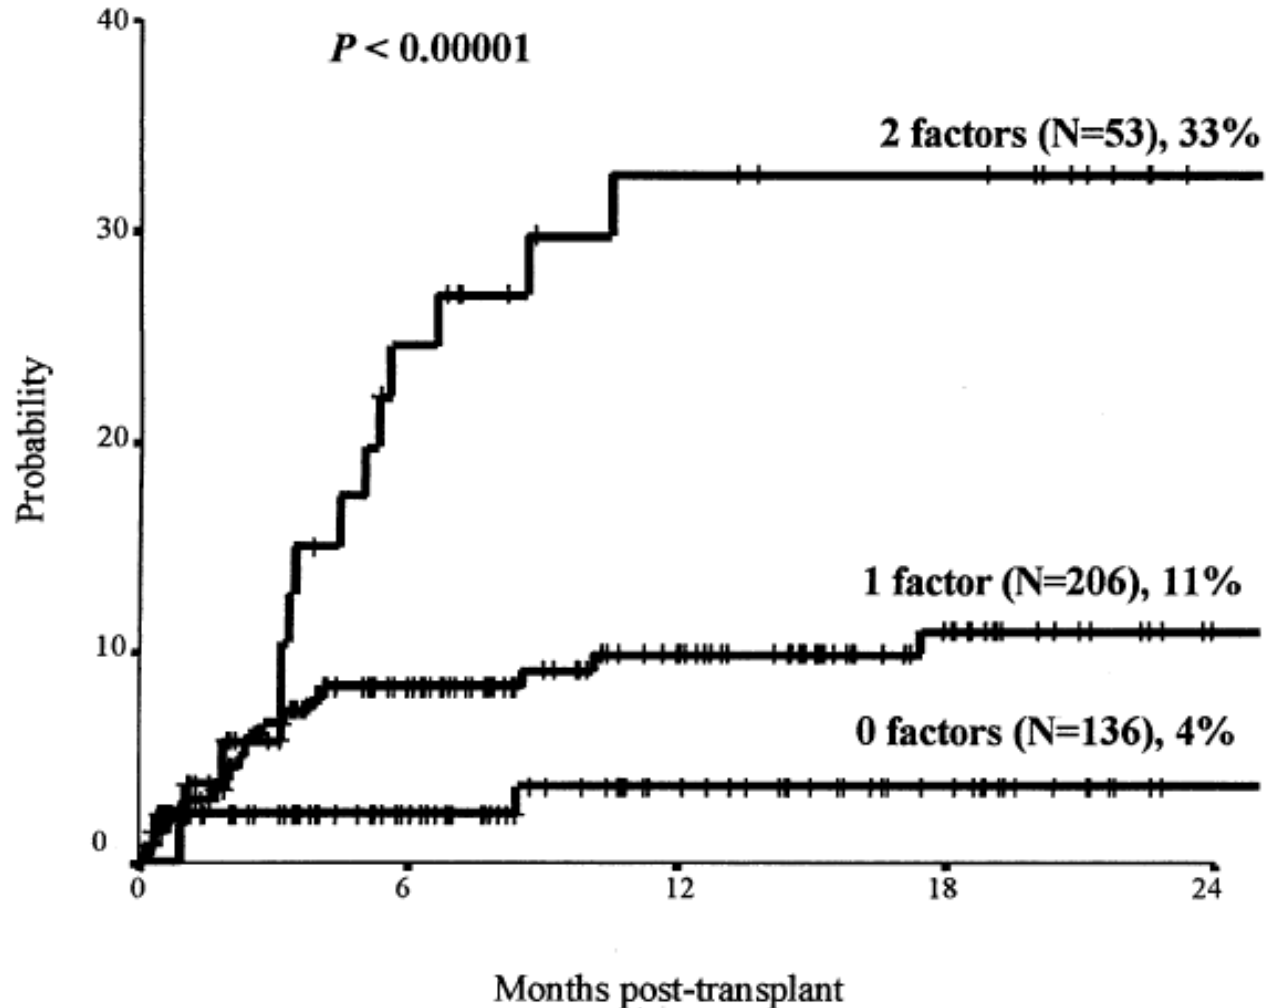 40
P < 0.00001
2 factors (N=53), 33%
30
20
Probability
1 factor (N=206), 11%
10
0 factors (N=136), 4%
0
0 6 12 18 24
Months post-transplant